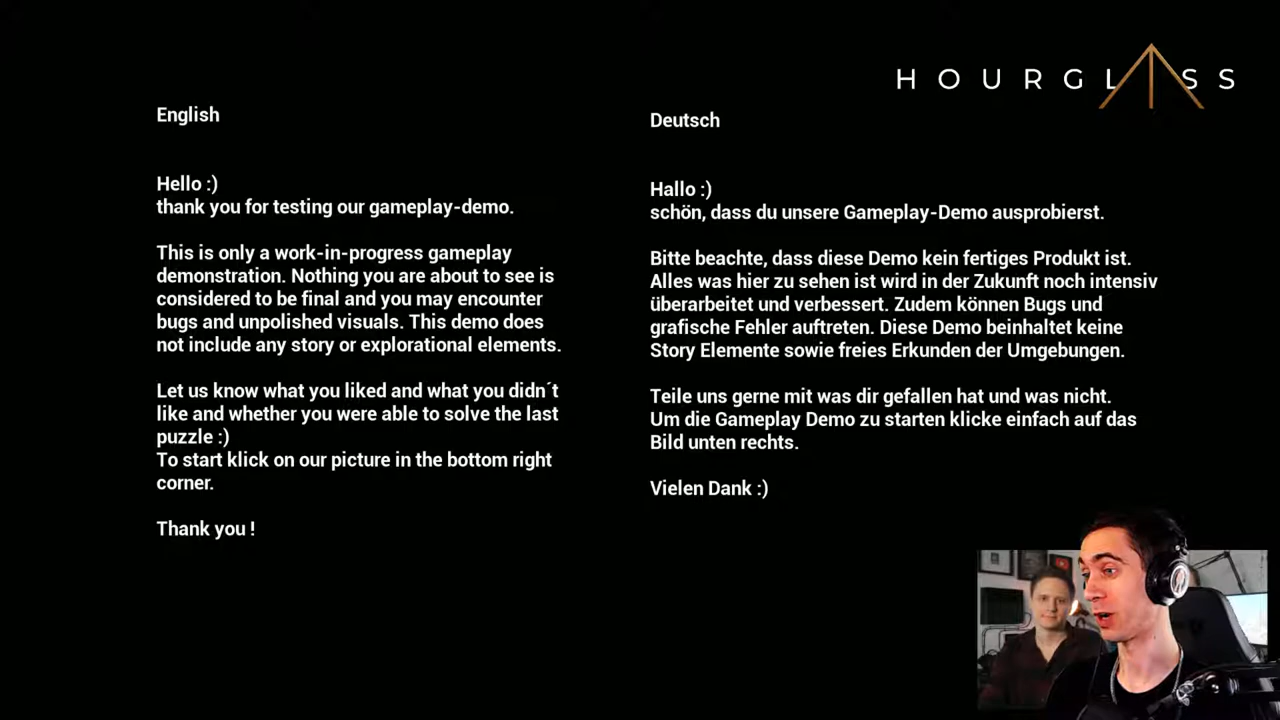 HOURGLASS
English
Hello :)
thank you for testing our gameplay-demo.
This is only a work-in-progress gameplay
demonstration. Nothing you are about to see is
considered to be final and you may encounter
bugs and unpolished visuals. This demo does
not include any story or explorational elements.
Let us know what you liked and what you didn´t
like and whether you were able to solve the last
puzzle :)
To start klick on our picture in the bottom right
corner.
Thank you !
Deutsch
Hallo :)
schön, dass du unsere Gameplay-Demo ausprobierst.
Bitte beachte, dass diese Demo kein fertiges Produkt ist.
Alles was hier zu sehen ist wird in der Zukunft noch intensiv
überarbeitet und verbessert. Zudem können Bugs und
grafische Fehler auftreten. Diese Demo beinhaltet keine
Story Elemente sowie freies Erkunden der Umgebungen.
Teile uns gerne mit was dir gefallen hat und was nicht.
Um die Gameplay Demo zu starten klicke einfach auf das
Bild unten rechts.
Vielen Dank :)